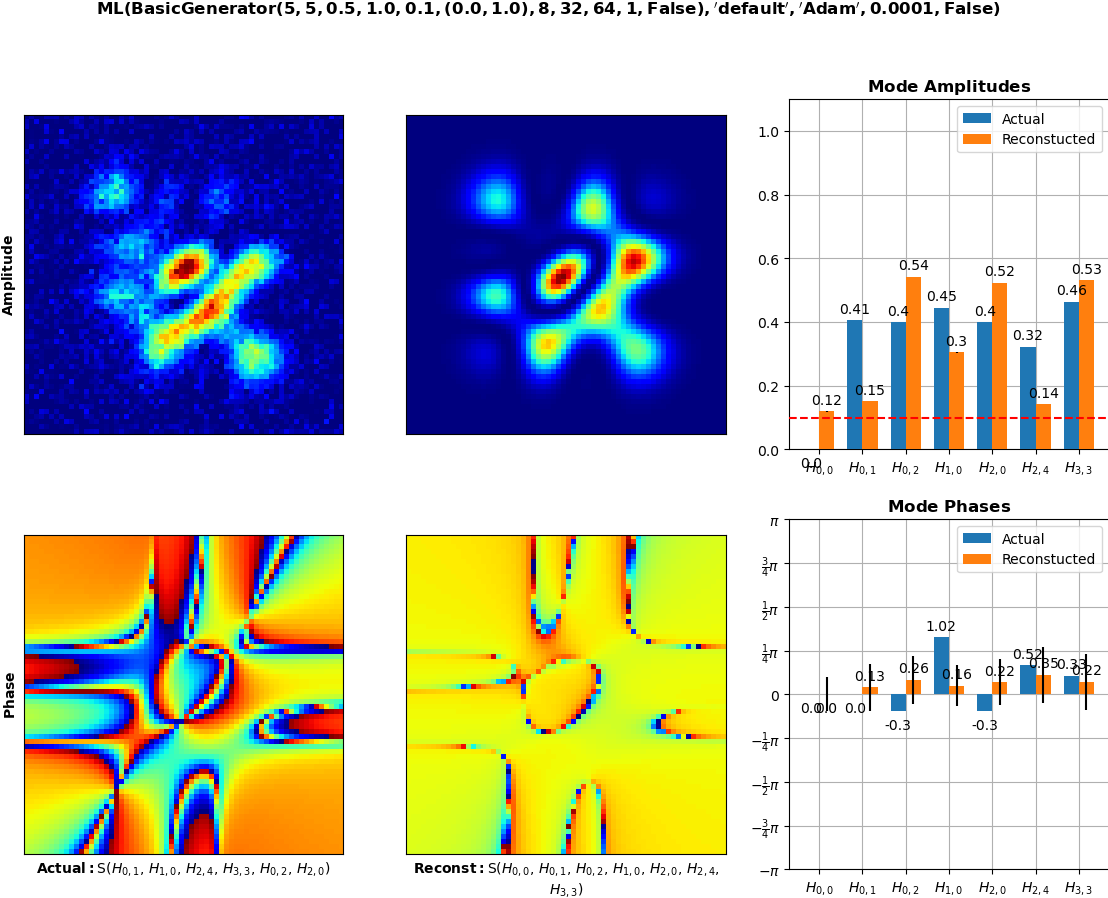 ML(BasicGenerator(5, 5, 0.5, 1.0, 0.1, (0.0, 1.0), 8, 32, 64, 1, False), ′default′, ′Adam′, 0.0001, False)
Mode Amplitudes
Amplitude
Actual
Reconstucted
1.0
0.8
0.6
0.4
0.2
0.0
0.0
0.12
0.41
0.15
0.4
0.54
0.45
0.3
0.4
0.52
0.32
0.14
0.46
0.53
H0,0 H0,1 H0,2 H1,0 H2,0 H2,4 H3,3
Mode Phases
Phase
Actual
Reconstucted
π
3/4π
1/2π
1/4π
0
−1/4π
−1/2π
−3/4π
−π
0.0
0.0
0.0
0.13
-0.3
0.26
1.02
0.16
-0.3
0.22
0.52
0.35
0.33
0.22
H0,0 H0,1 H0,2 H1,0 H2,0 H2,4 H3,3
Actual: S(H0,1, H1,0, H2,4, H3,3, H0,2, H2,0)
Reconst: S(H0,0, H0,1, H0,2, H1,0, H2,0, H2,4,
H3,3)